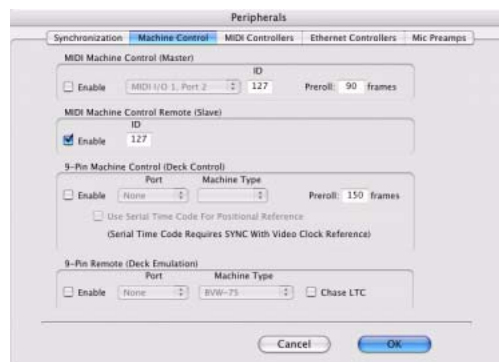 Peripherals
Synchronization Machine Control MIDI Controllers Ethernet Controllers Mic Preamps
MIDI Machine Control (Master)
ID
Enable MIDI I/O 1, Port 2 127 Preroll: 90 frames
MIDI Machine Control Remote (Slave)
ID
Enable 127
9-Pin Machine Control (Deck Control)
Port Machine Type
Enable None Preroll: 150 frames
Use Serial Time Code For Positional Reference
(Serial Time Code Requires SYNC With Video Clock Reference)
9-Pin Remote (Deck Emulation)
Port Machine Type
Enable None BVW-75 Chase LTC
Cancel OK